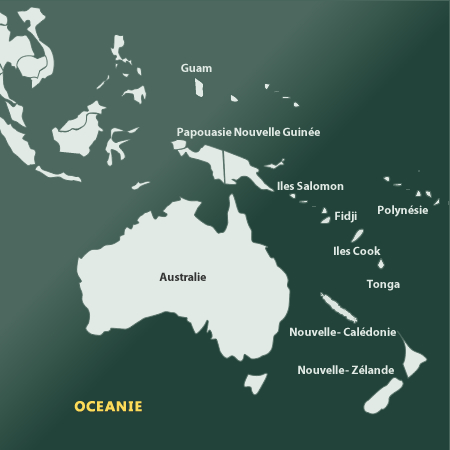 Guam
Papouasie Nouvelle Guinée
Iles Salomon
Fidji
Polynésie
Iles Cook
Australie
Tonga
Nouvelle- Calédonie
Nouvelle- Zélande
OCEANIE